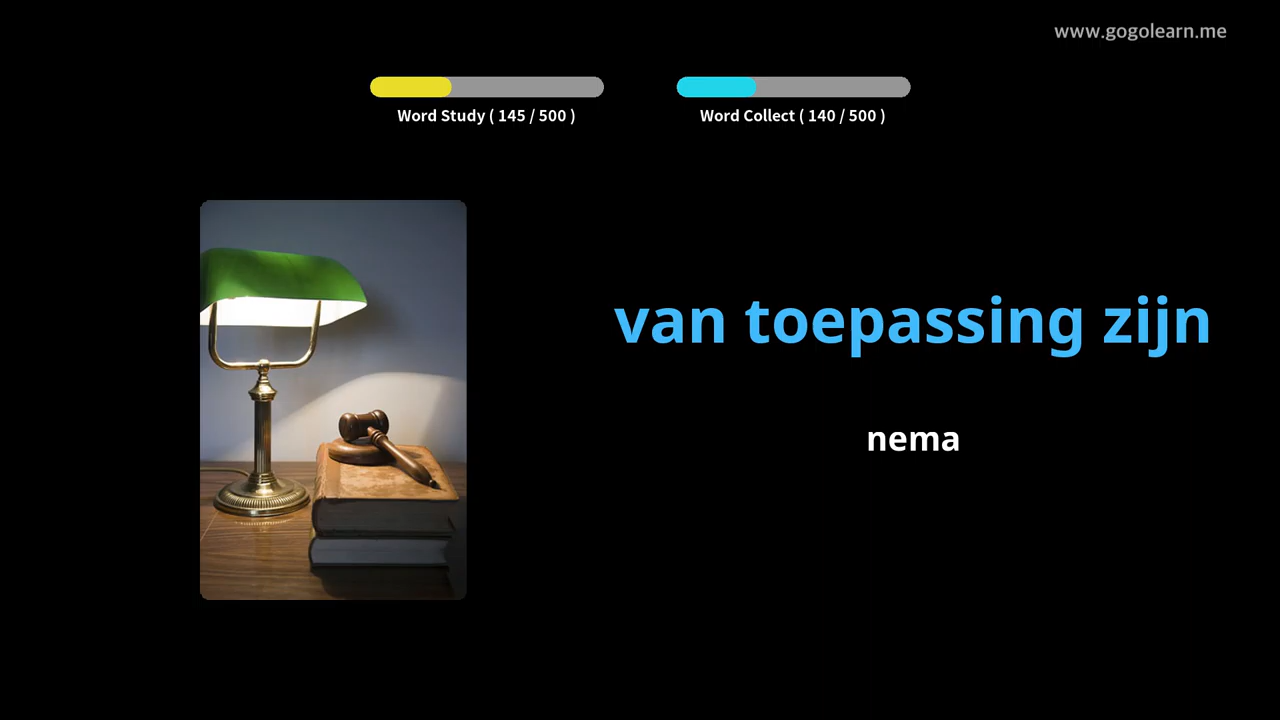 www.gogolearn.me
Word Study ( 145 / 500 )
Word Collect ( 140 / 500 )
van toepassing zijn
nema